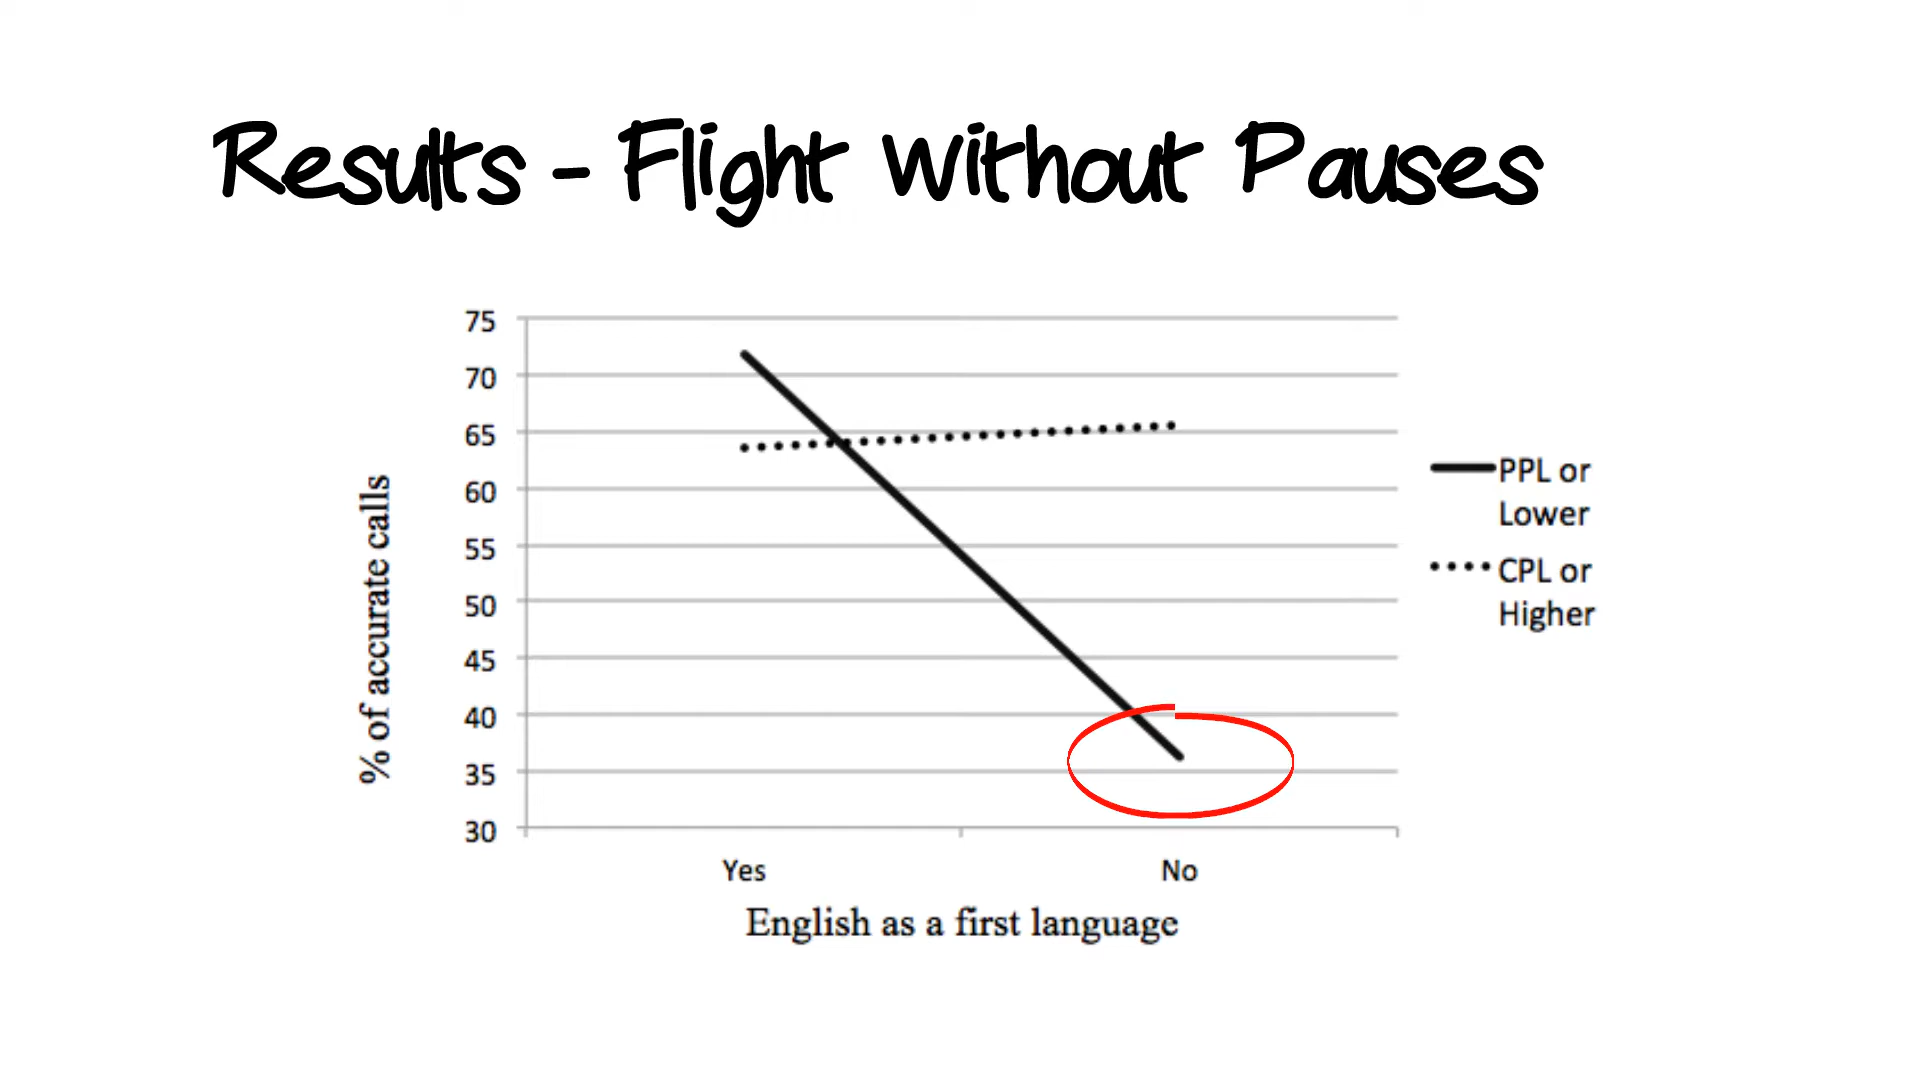 Results - Flight Without Pauses
75
70
65
60
55
50
45
40
35
30
% of accurate calls
Yes
No
English as a first language
PPL or
Lower
CPL or
Higher